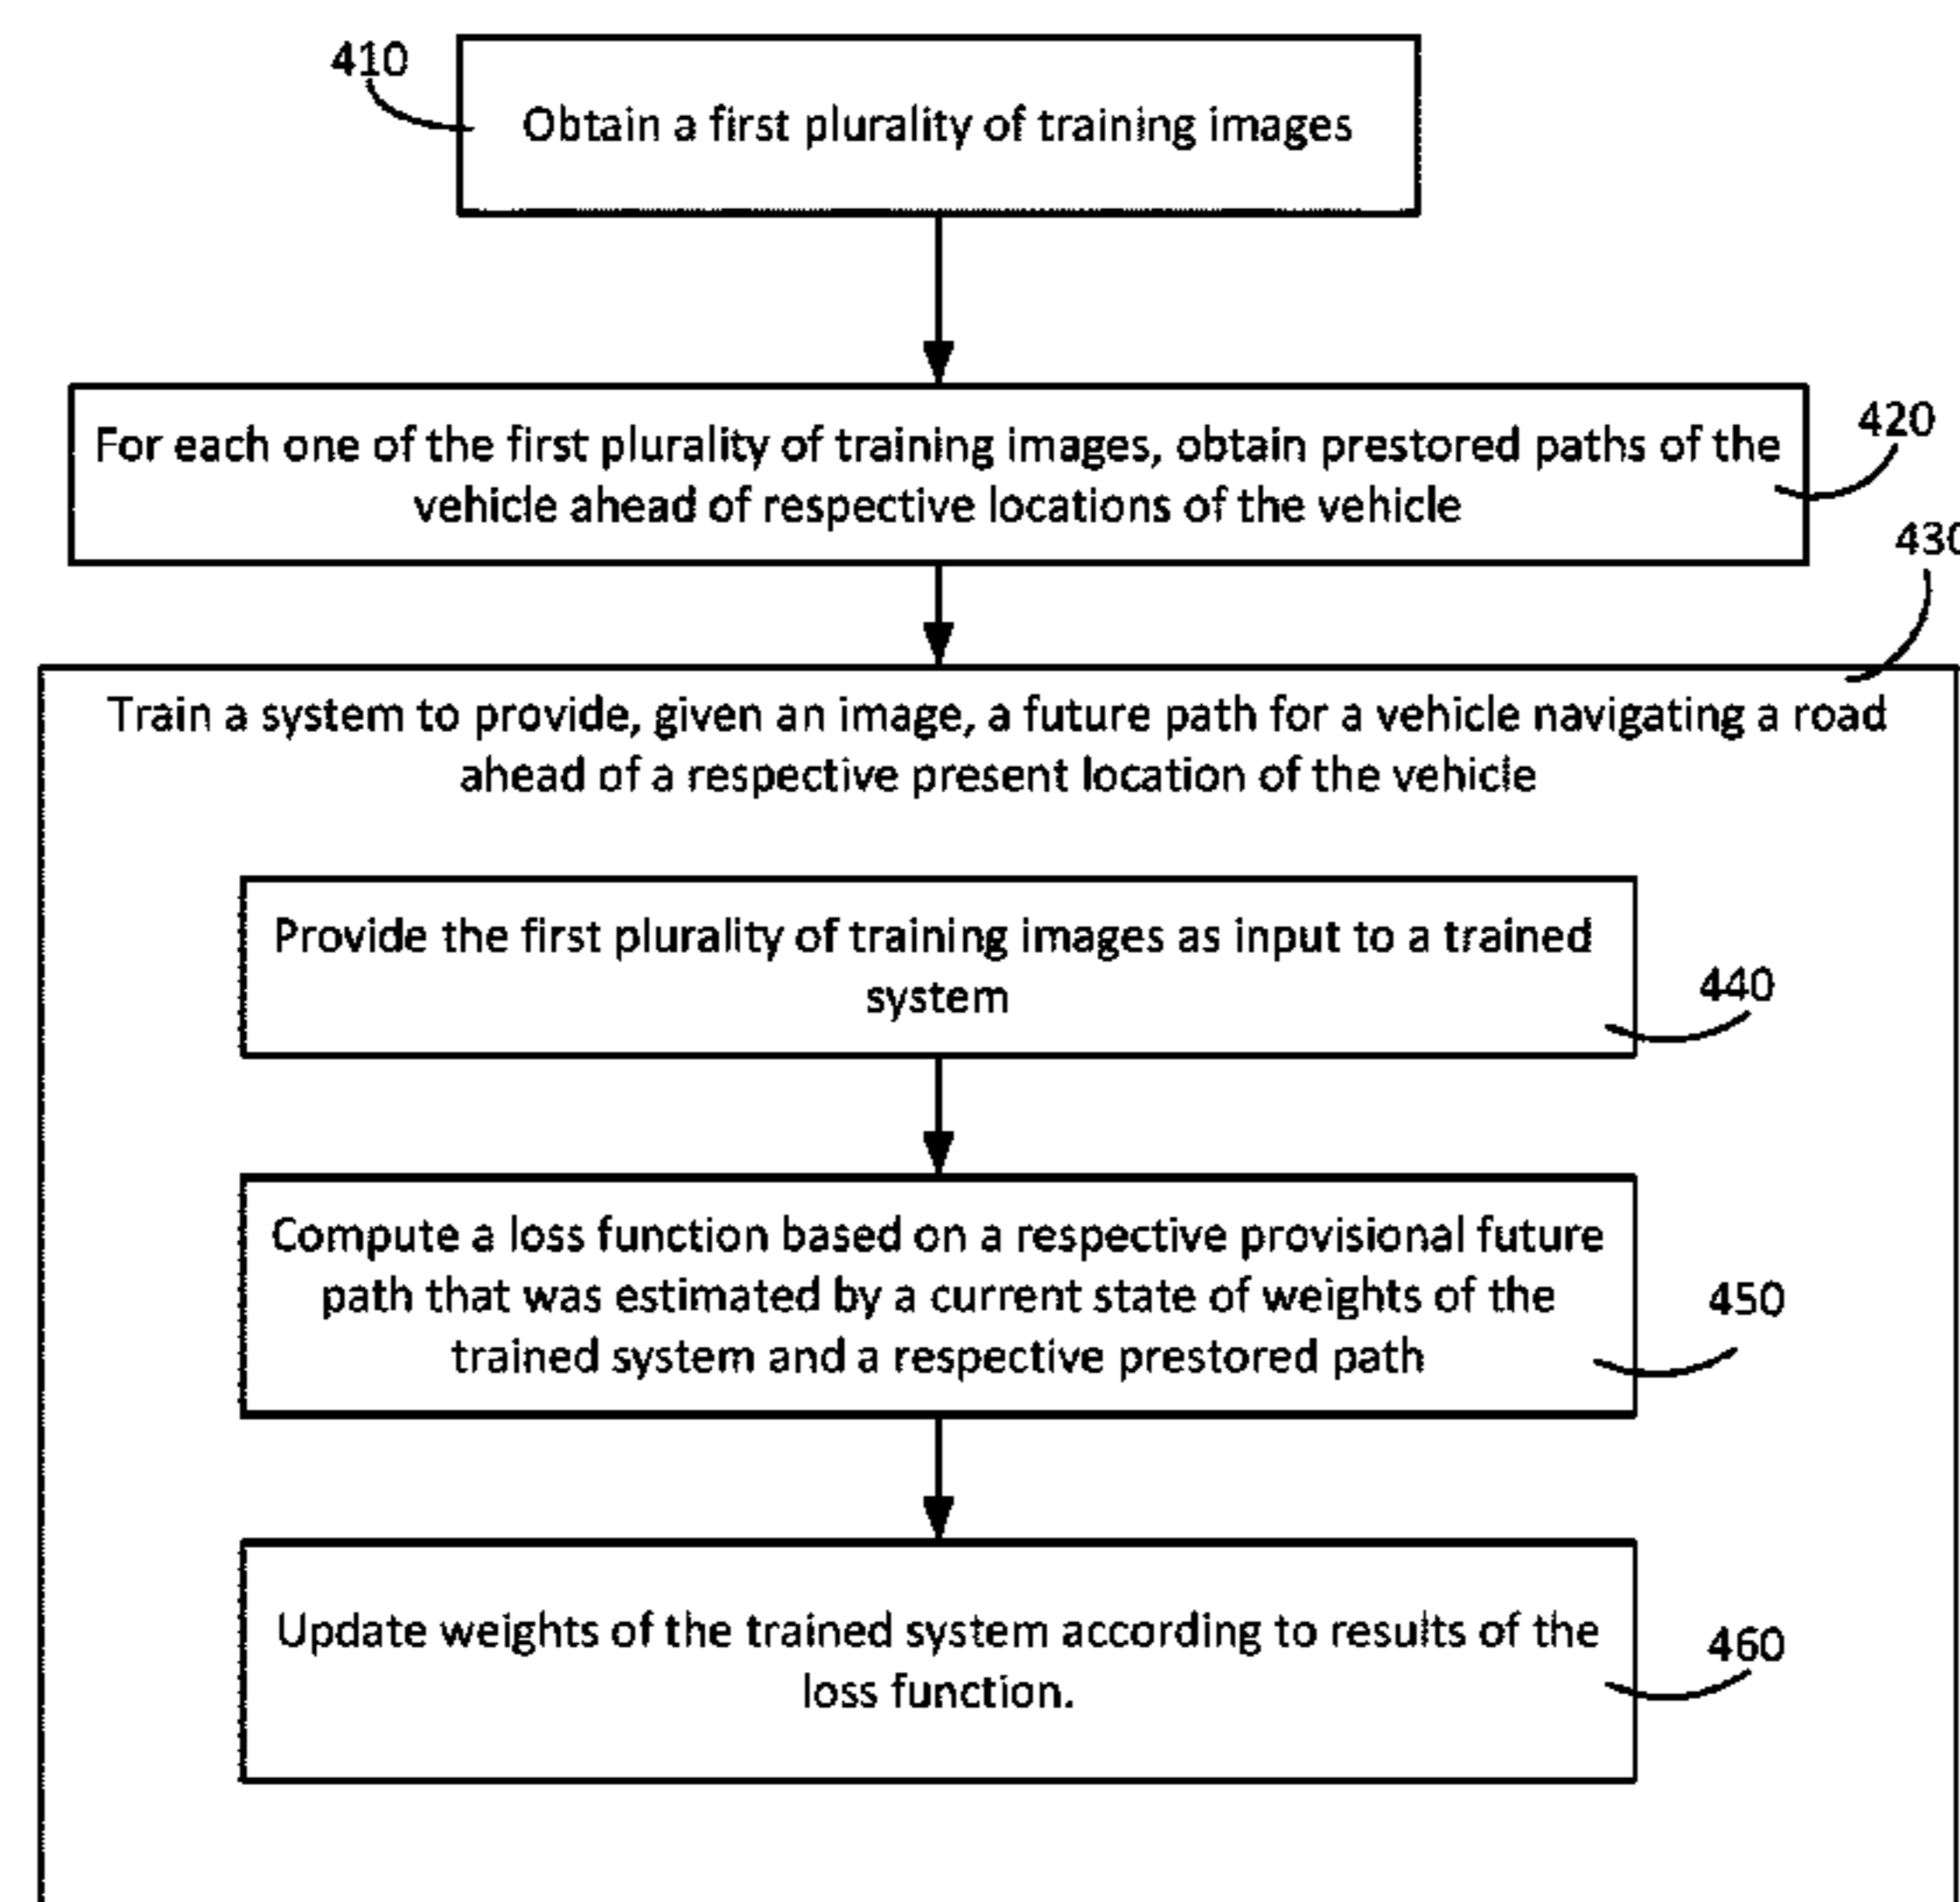 410
Obtain a first plurality of training images
For each one of the first plurality of training images, obtain prestored paths of the
vehicle ahead of respective locations of the vehicle
420
430
Train a system to provide, given an image, a future path for a vehicle navigating a road
ahead of a respective present location of the vehicle
Provide the first plurality of training images as input to a trained
system
440
Compute a loss function based on a respective provisional future
path that was estimated by a current state of weights of the
trained system and a respective prestored path
450
Update weights of the trained system according to results of the
loss function.
460